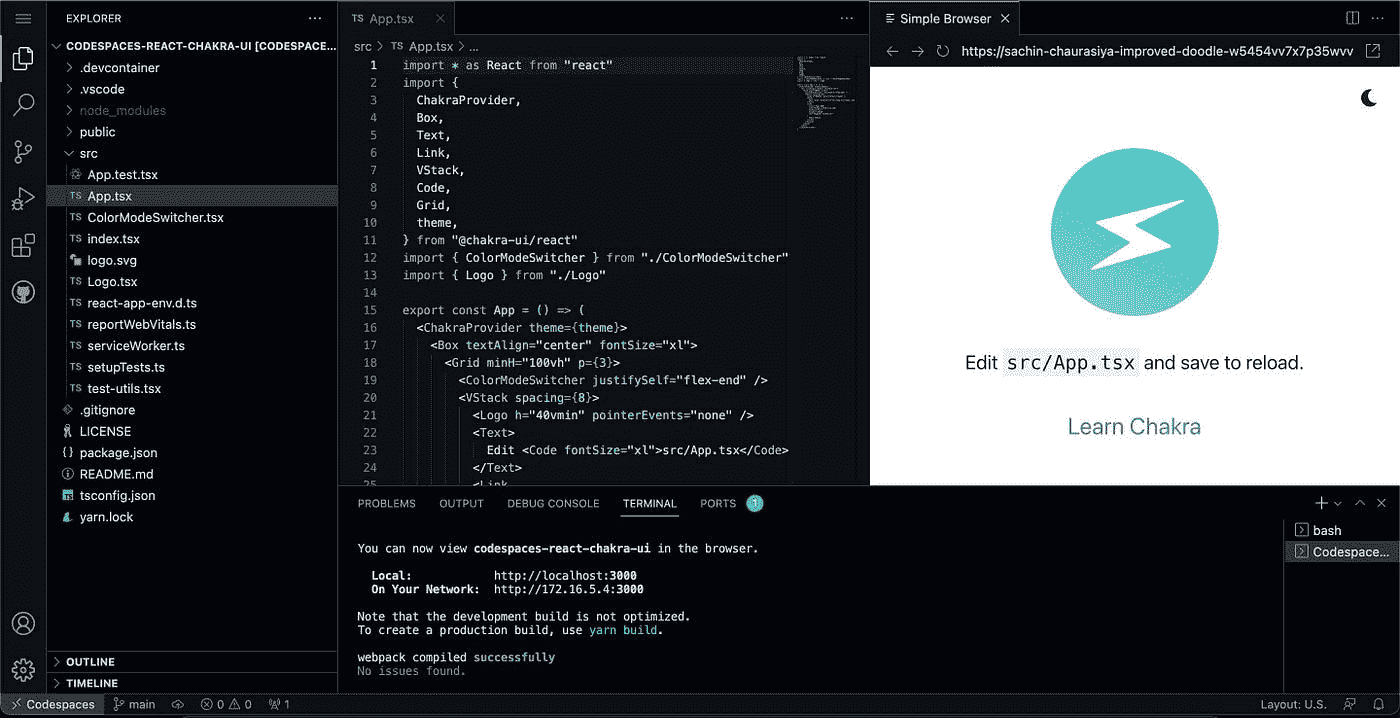 EXPLORER
CODESPACES-REACT-CHAKRA-UI [CODESPACE...
.devcontainer
.vscode
node_modules
public
src
App.test.tsx
TS App.tsx
TS ColorModeSwitcher.tsx
TS index.tsx
logo.svg
TS Logo.tsx
TS react-app-env.d.ts
TS reportWebVitals.ts
TS serviceWorker.ts
TS setupTests.ts
TS test-utils.tsx
.gitignore
LICENSE
{} package.json
README.md
TS tsconfig.json
yarn.lock
OUTLINE
TIMELINE
TS App.tsx
src > TS App.tsx > ...
1 import * as React from "react"
2 import {
3 ChakraProvider,
4 Box,
5 Text,
6 Link,
7 VStack,
8 Code,
9 Grid,
10 theme,
11 } from "@chakra-ui/react"
12 import { ColorModeSwitcher } from "./ColorModeSwitcher"
13 import { Logo } from "./Logo"
14
15 export const App = () => (
16 <ChakraProvider theme={theme}>
17 <Box textAlign="center" fontSize="xl">
18 <Grid minH="100vh" p={3}>
19 <ColorModeSwitcher justifySelf="flex-end" />
20 <VStack spacing={8}>
21 <Logo h="40vmin" pointerEvents="none" />
22 <Text>
23 Edit <Code fontSize="xl">src/App.tsx</Code>
24 </Text>
25 <Link
Simple Browser
https://sachin-chaurasiya-improved-doodle-w5454vv7x7p35wvv
Edit src/App.tsx and save to reload.
Learn Chakra
PROBLEMS OUTPUT DEBUG CONSOLE TERMINAL PORTS 1
You can now view codespaces-react-chakra-ui in the browser.
Local: http://localhost:3000
On Your Network: http://172.16.5.4:3000
Note that the development build is not optimized.
To create a production build, use yarn build.
webpack compiled successfully
No issues found.
bash
Codespace...
Codespaces main 0 0 1 Layout: U.S.